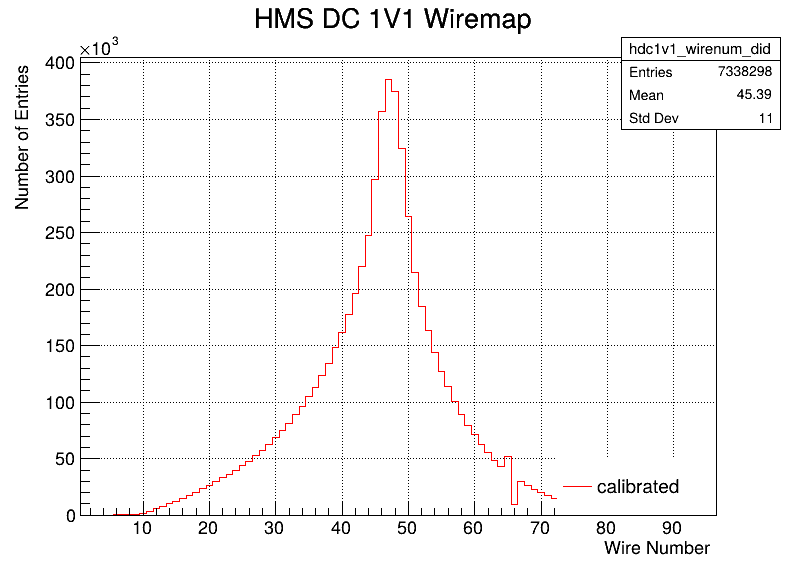 HMS DC 1V1 Wiremap
×10³
hdc1v1_wirenum_did
Entries 7338298
Mean 45.39
Std Dev 11
Number of Entries
400
350
300
250
200
150
100
50
0
calibrated
10 20 30 40 50 60 70 80 90
Wire Number